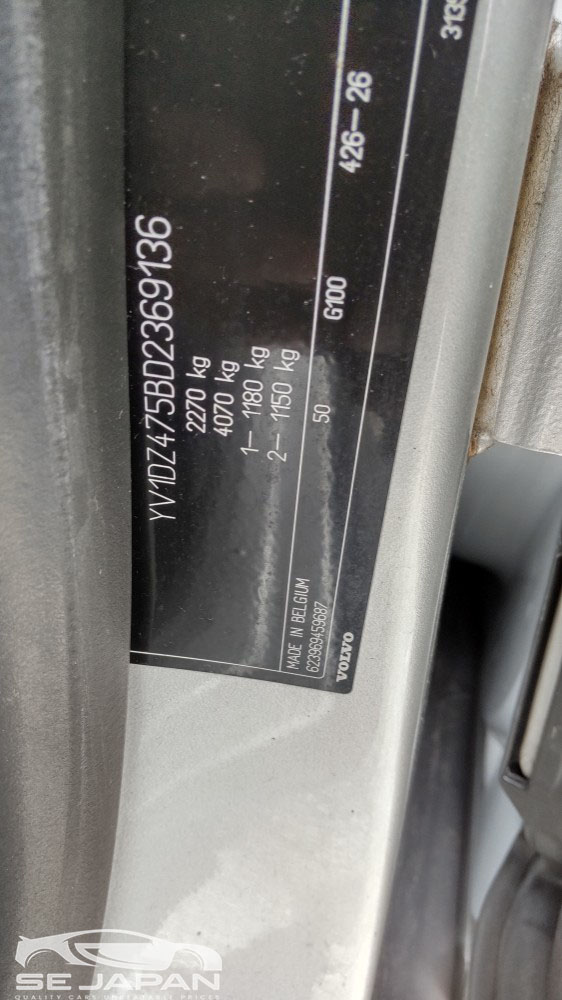 YV1DZ475BD2369136
2270 kg
4070 kg
1– 1180 kg
2– 1150 kg
50 G100 426– 26
MADE IN BELGIUM
623969459687
VOLVO
SE JAPAN
QUALITY CARS UNBEATABLE PRICES